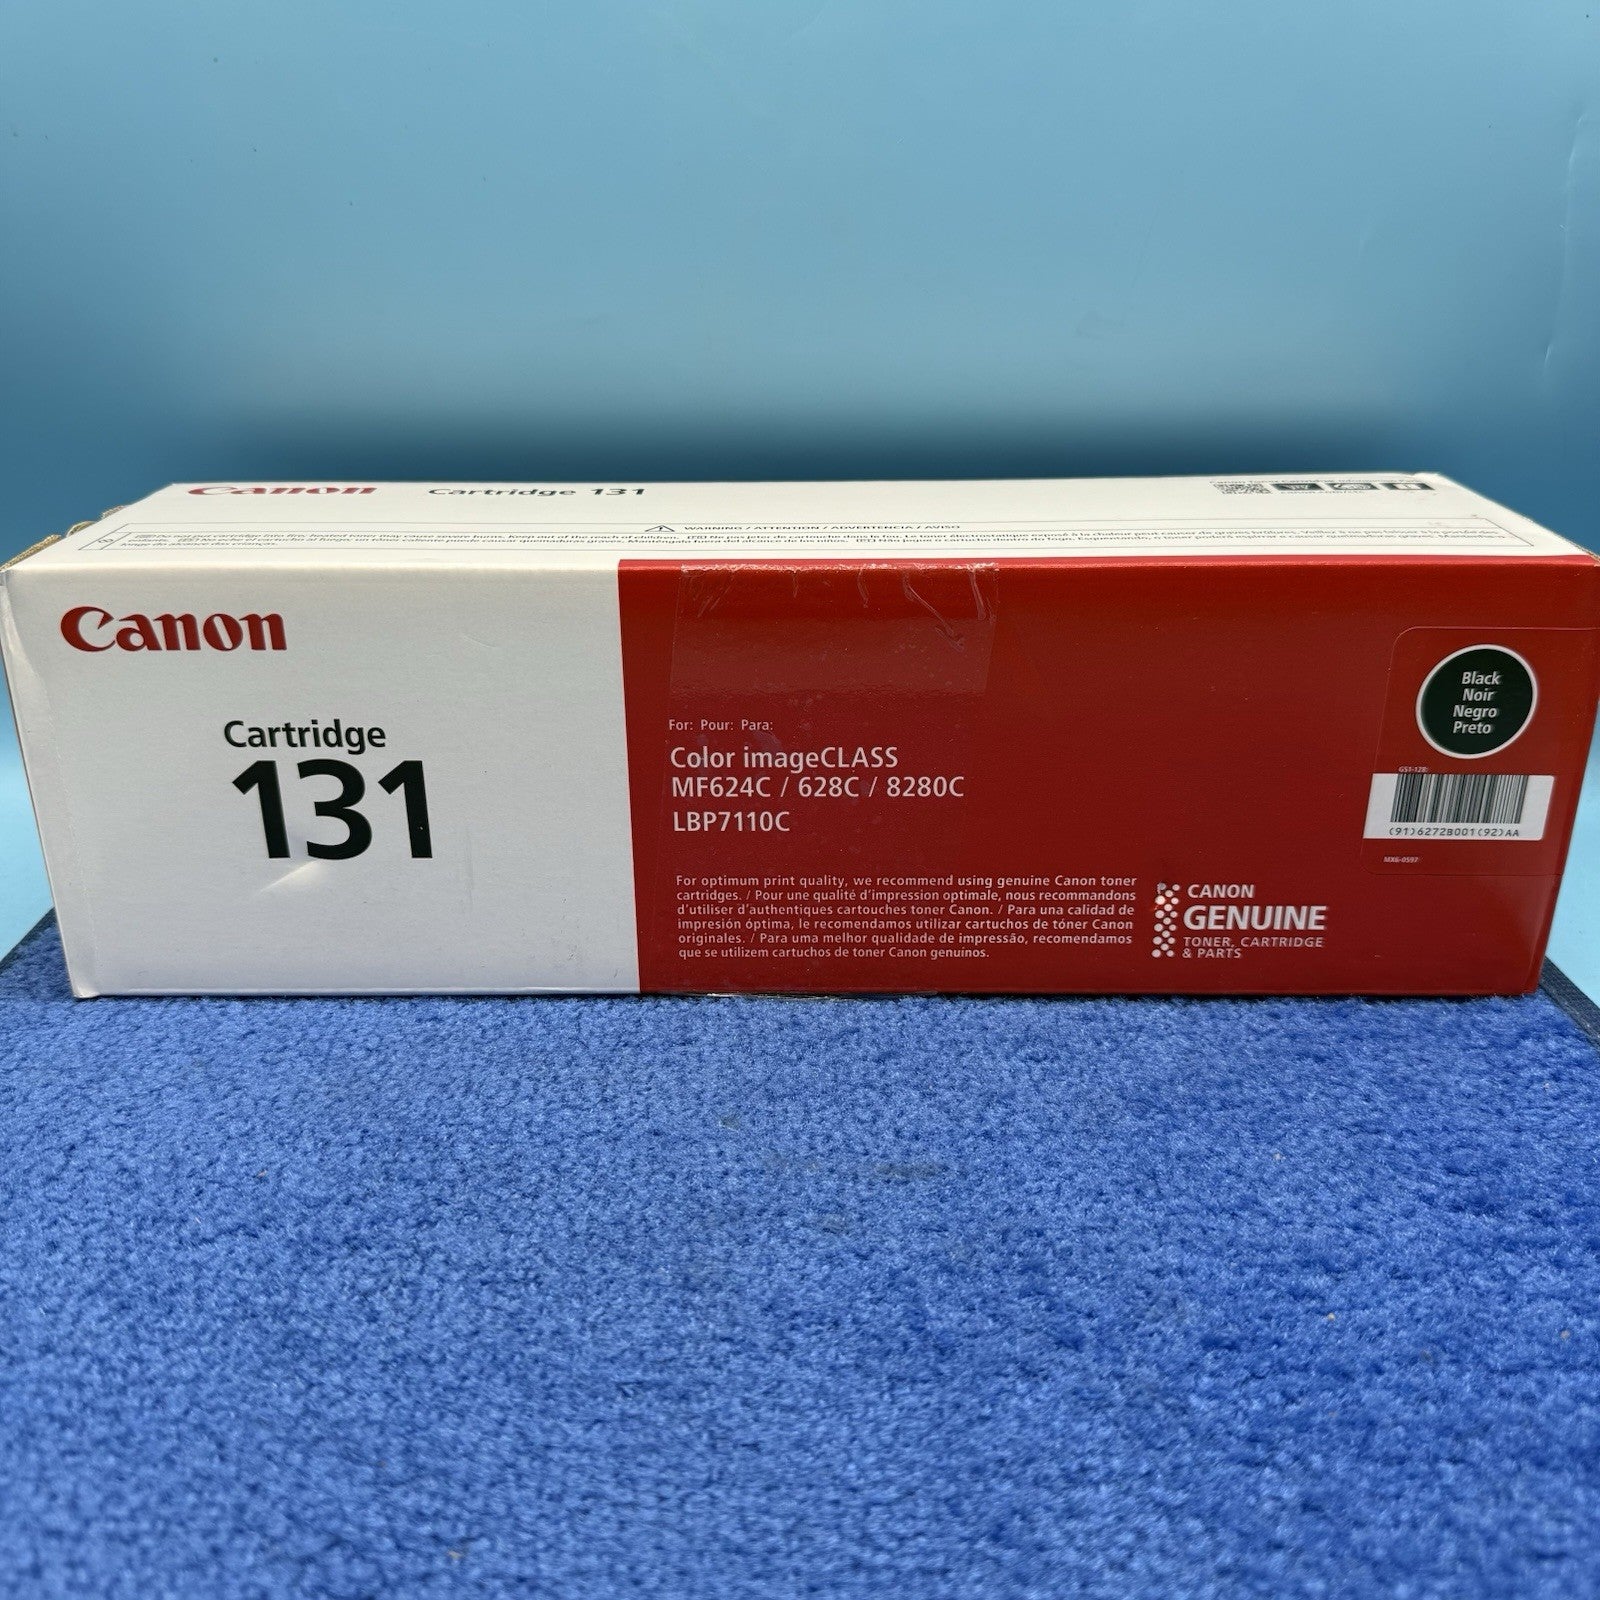 Canon Cartridge 131
WARNING / ATTENTION / ADVERTENCIA / AVISO
Canon
Cartridge
131
For: Pour: Para:
Color imageCLASS
MF624C / 628C / 8280C
LBP7110C
For optimum print quality, we recommend using genuine Canon toner
cartridges. / Pour une qualité d'impression optimale, nous recommandons
d'utiliser d'authentiques cartouches toner Canon. / Para una calidad de
impresión óptima, le recomendamos utilizar cartuchos de tóner Canon
originales. / Para uma melhor qualidade de impressão, recomendamos
que se utilizem cartuchos de toner Canon genuínos.
CANON
GENUINE
TONER, CARTRIDGE
& PARTS
Black
Noir
Negro
Preto
GS1-128:
(91)6272B001(92)AA
MX6-0597